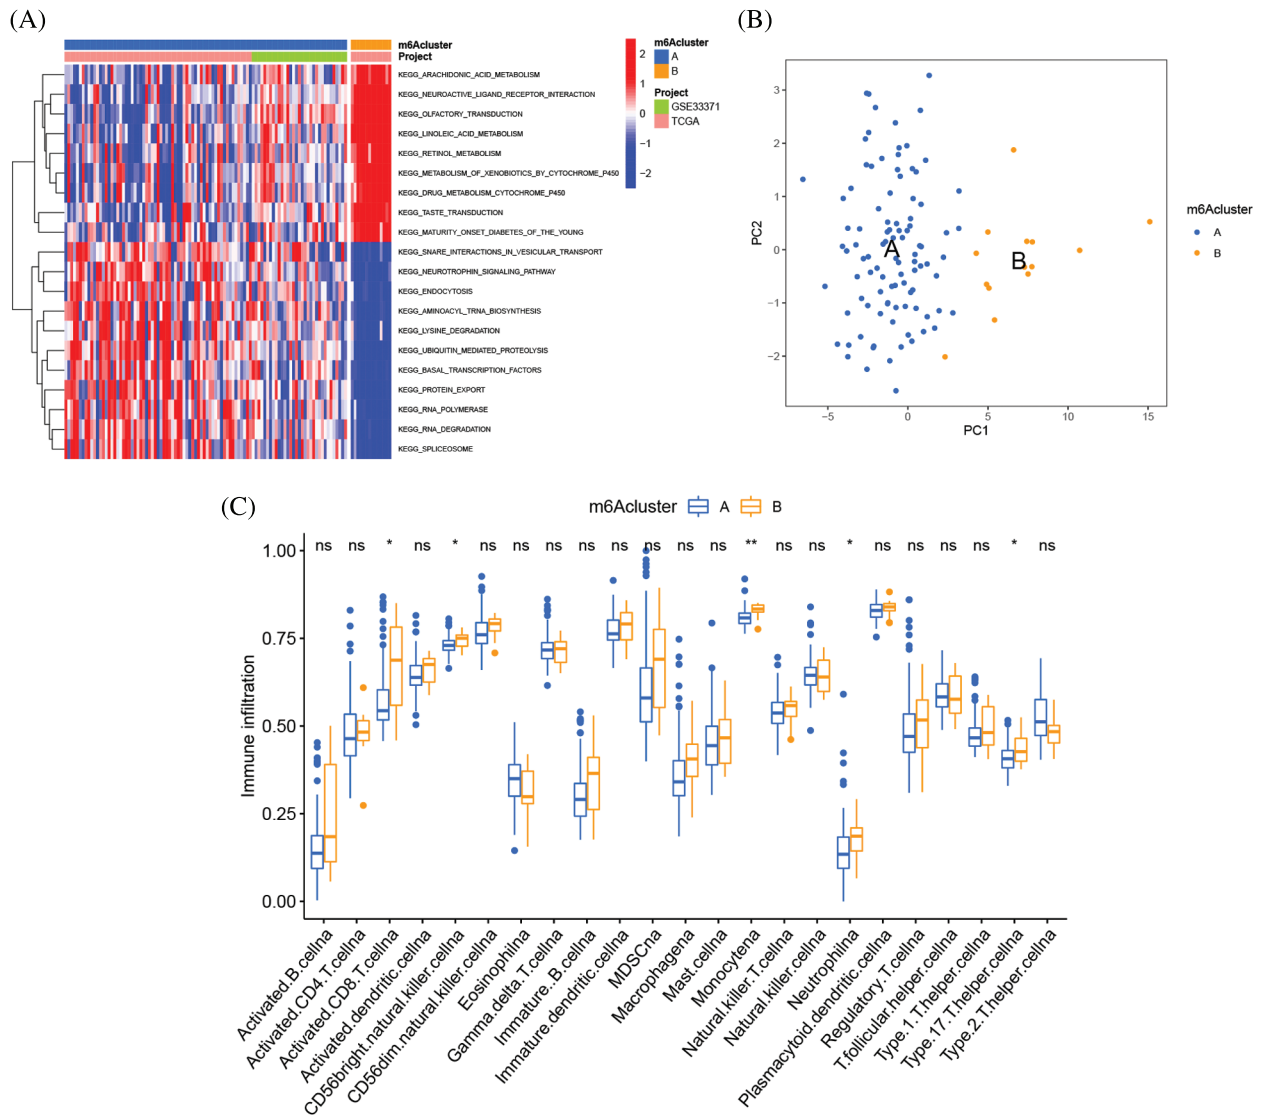 (A)
m6Acluster
Project
KEGG_ARACHIDONIC_ACID_METABOLISM
KEGG_NEUROACTIVE_LIGAND_RECEPTOR_INTERACTION
KEGG_OLFACTORY_TRANSDUCTION
KEGG_LINOLEIC_ACID_METABOLISM
KEGG_RETINOL_METABOLISM
KEGG_METABOLISM_OF_XENOBIOTICS_BY_CYTOCHROME_P450
KEGG_DRUG_METABOLISM_CYTOCHROME_P450
KEGG_TASTE_TRANSDUCTION
KEGG_MATURITY_ONSET_DIABETES_OF_THE_YOUNG
KEGG_SNARE_INTERACTIONS_IN_VESICULAR_TRANSPORT
KEGG_NEUROTROPHIN_SIGNALING_PATHWAY
KEGG_ENDOCYTOSIS
KEGG_AMINOACYL_TRNA_BIOSYNTHESIS
KEGG_LYSINE_DEGRADATION
KEGG_UBIQUITIN_MEDIATED_PROTEOLYSIS
KEGG_BASAL_TRANSCRIPTION_FACTORS
KEGG_PROTEIN_EXPORT
KEGG_RNA_POLYMERASE
KEGG_RNA_DEGRADATION
KEGG_SPLICEOSOME
2
1
0
−1
−2
m6Acluster
A
B
Project
GSE33371
TCGA
(B)
PC2
3
2
1
0
−1
−2
A
B
−5
0
5
10
15
PC1
m6Acluster
A
B
(C)
m6Acluster A B
ns ns * ns * ns ns ns ns ns ns ns ns ** ns ns * ns ns ns ns * ns
Immune infiltration
1.00
0.75
0.50
0.25
0.00
Activated.B.cellna
Activated.CD4.T.cellna
Activated.CD8.T.cellna
Activated.dendritic.cellna
CD56bright.natural.killer.cellna
CD56dim.natural.killer.cellna
Eosinophilna
Gamma.delta.T.cellna
Immature..B.cellna
Immature.dendritic.cellna
MDSCna
Macrophagena
Mast.cellna
Monocytena
Natural.killer.T.cellna
Natural.killer.cellna
Neutrophilna
Plasmacytoid.dendritic.cellna
Regulatory.T.cellna
T.follicular.helper.cellna
Type.1.T.helper.cellna
Type.17.T.helper.cellna
Type.2.T.helper.cellna